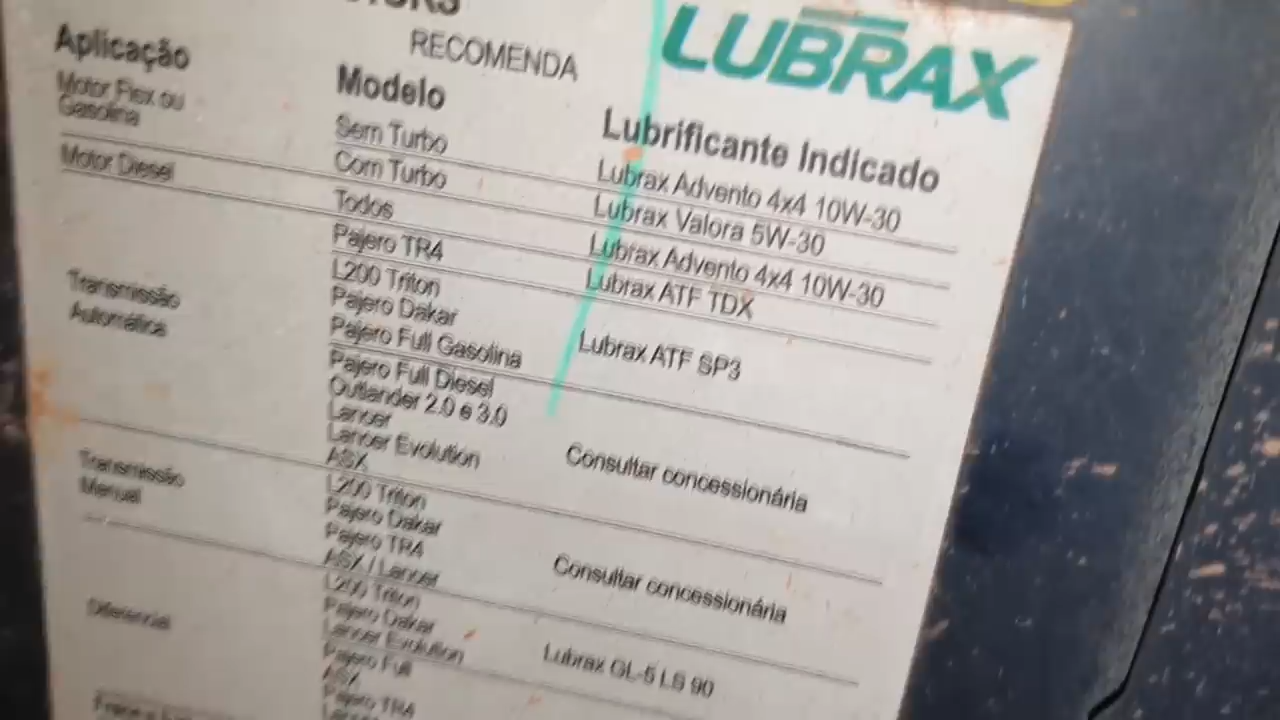 LUBRAX
RECOMENDA
Aplicação
Modelo
Lubrificante Indicado
Motor Flex ou
Gasolina
Sem Turbo
Lubrax Advento 4x4 10W-30
Com Turbo
Lubrax Valora 5W-30
Motor Diesel
Todos
Lubrax Advento 4x4 10W-30
Transmissão
Automática
Pajero TR4
Lubrax ATF TDX
L200 Triton
Pajero Dakar
Pajero Full Gasolina
Lubrax ATF SP3
Pajero Full Diesel
Outlander 2.0 e 3.0
Lancer
Lancer Evolution
ASX
Consultar concessionária
Transmissão
Manual
L200 Triton
Pajero Dakar
Pajero TR4
ASX / Lancer
Consultar concessionária
Diferencial
L200 Triton
Pajero Dakar
Lancer Evolution
Pajero Full
ASX
Pajero TR4
Lancer
Lubrax GL-5 LS 90